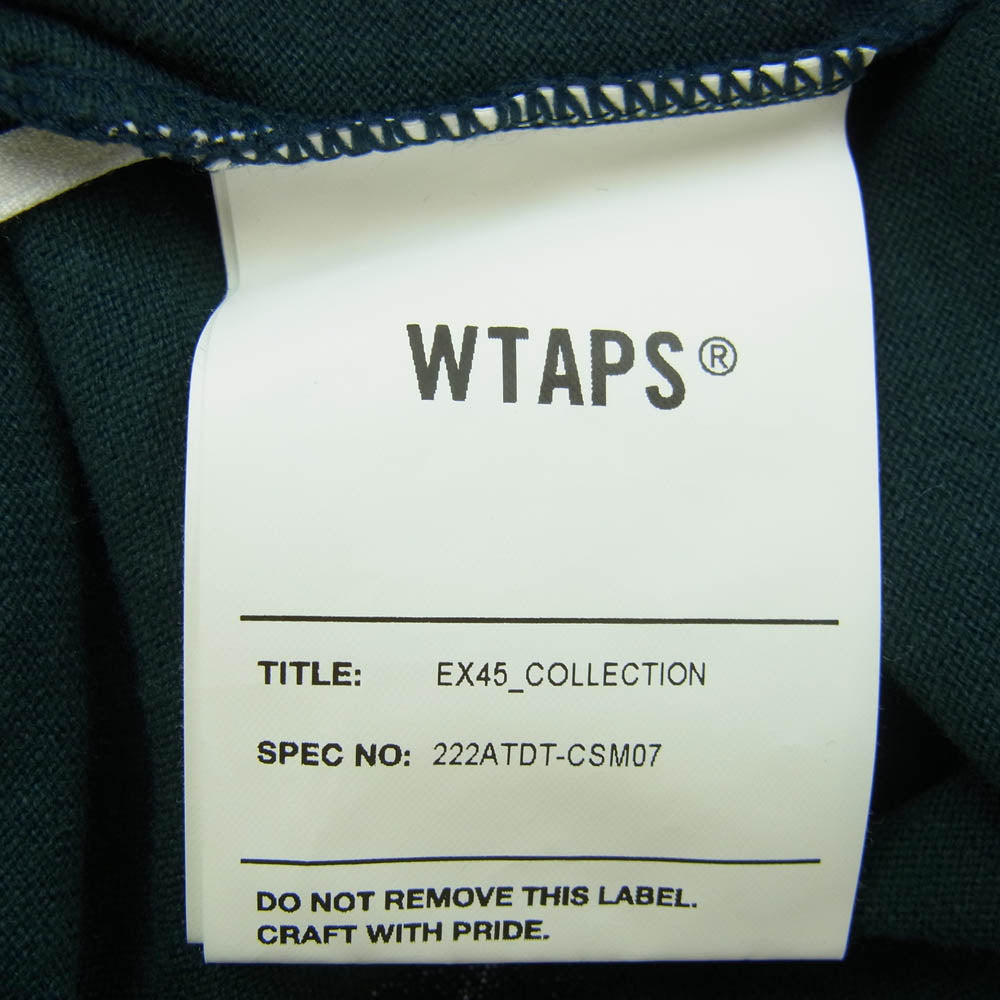 WTAPS®
TITLE: EX45_COLLECTION
SPEC NO: 222ATDT-CSM07
DO NOT REMOVE THIS LABEL.
CRAFT WITH PRIDE.